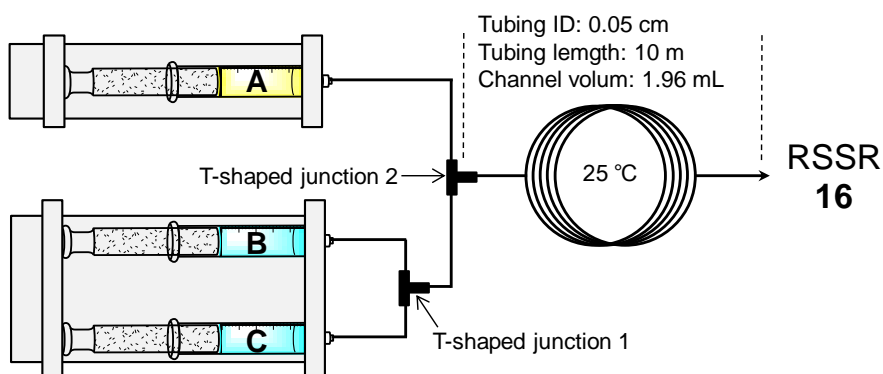 Tubing ID: 0.05 cm
Tubing lemgth: 10 m
Channel volum: 1.96 mL
A
T-shaped junction 2
25 °C
RSSR
16
B
C
T-shaped junction 1